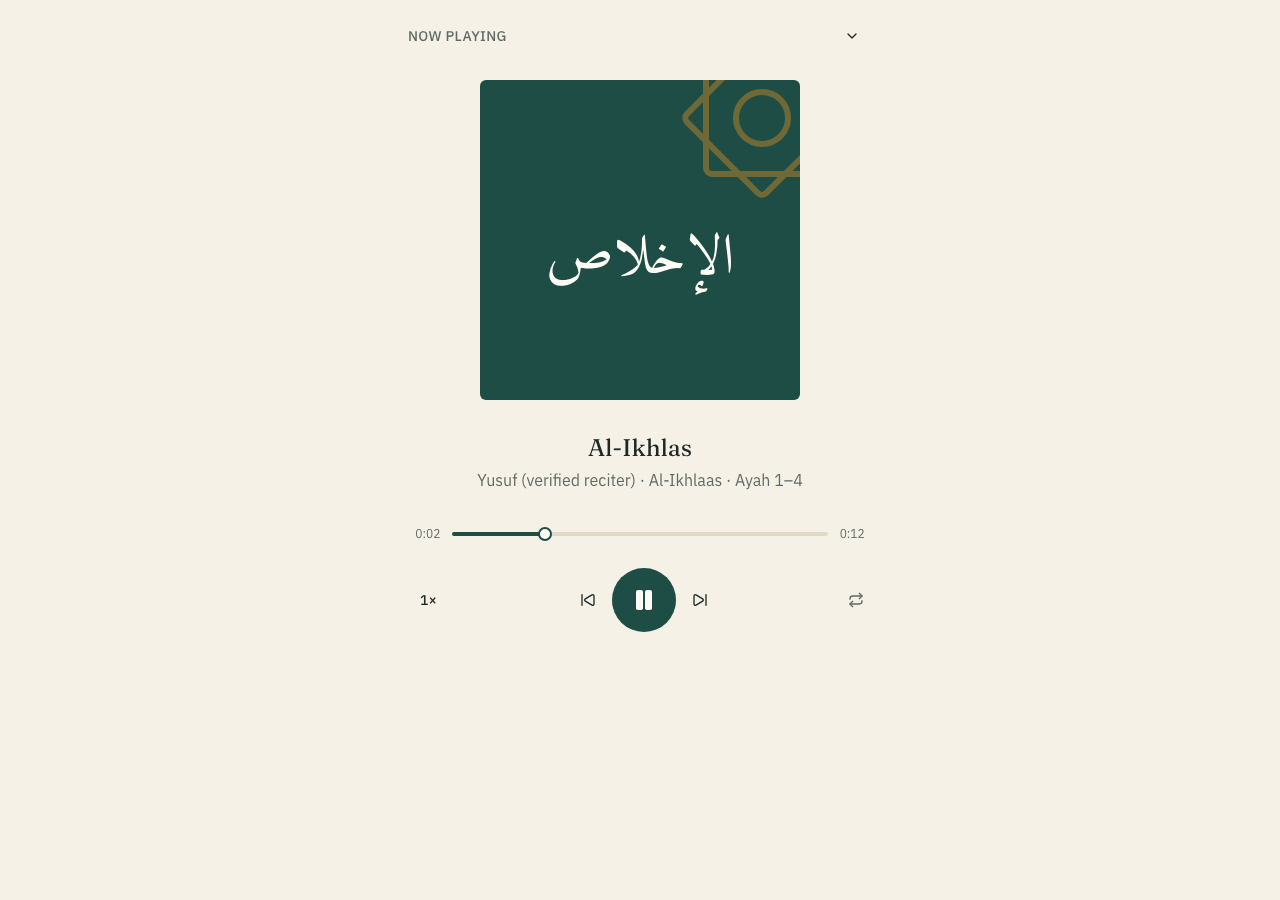 NOW PLAYING
الإخلاص
Al-Ikhlas
Yusuf (verified reciter) · Al-Ikhlaas · Ayah 1–4
0:02
0:12
1×